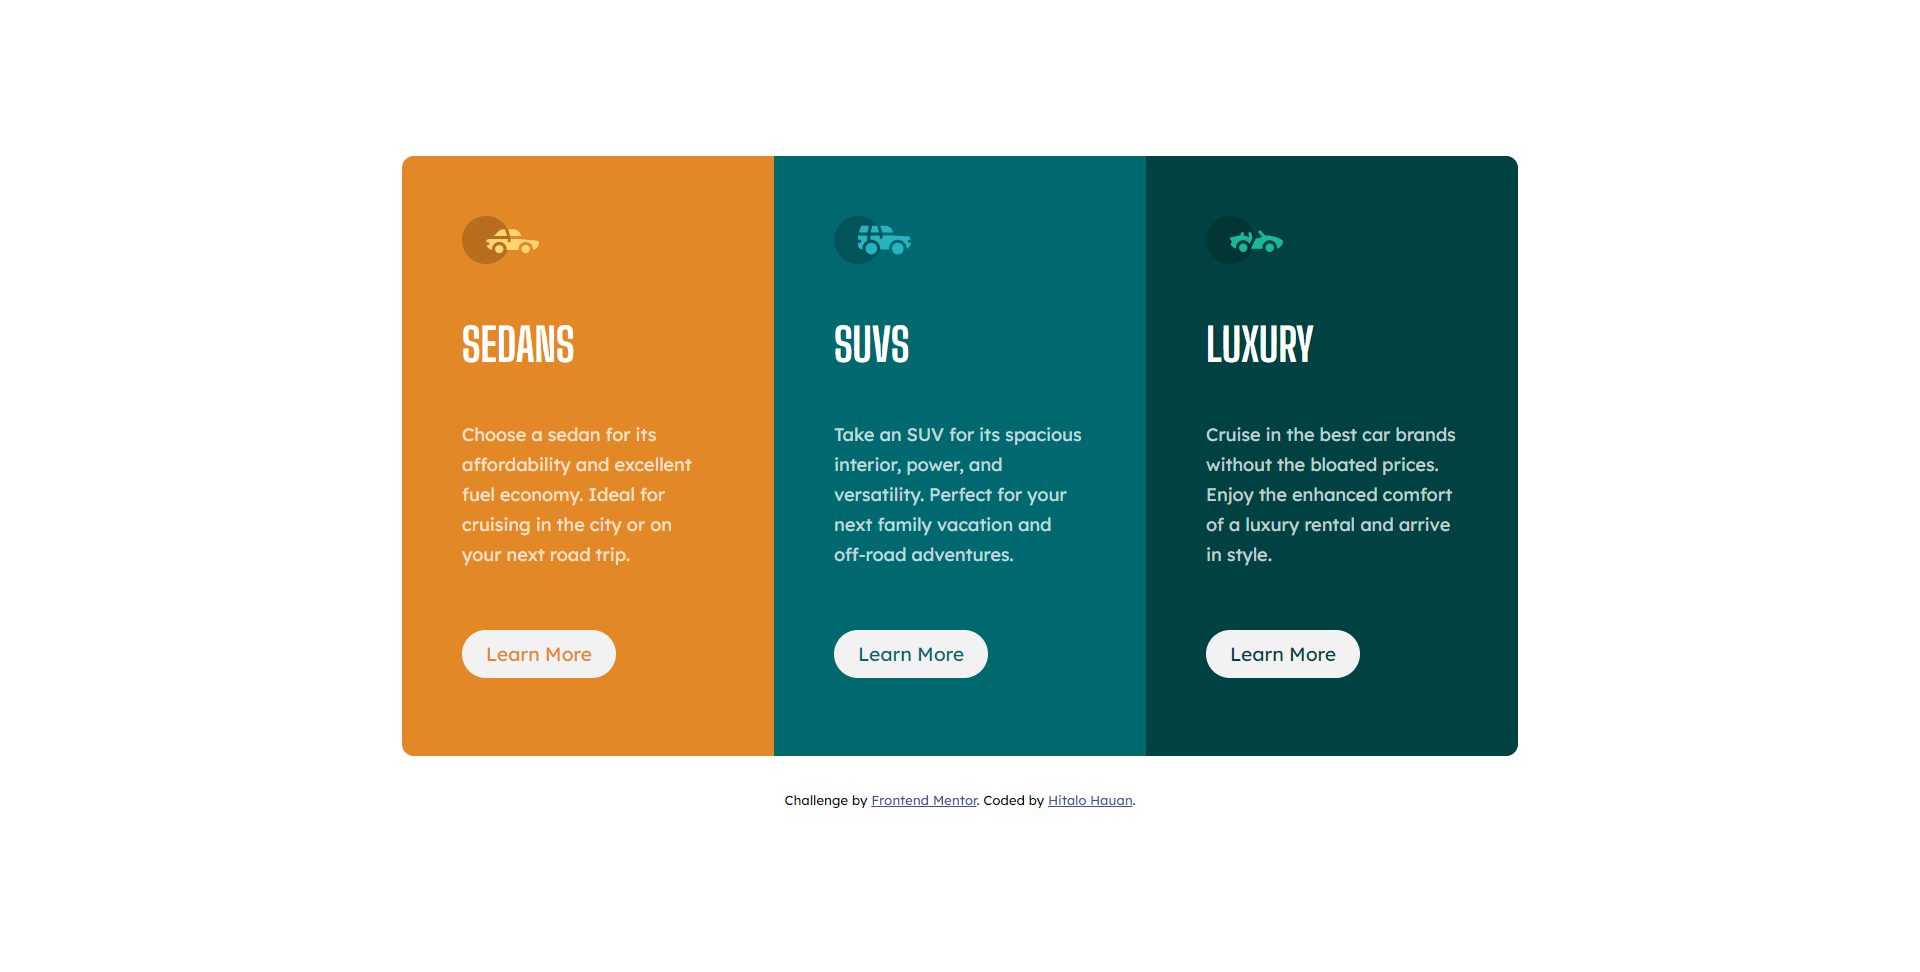 SEDANS
Choose a sedan for its
affordability and excellent
fuel economy. Ideal for
cruising in the city or on
your next road trip.
Learn More
SUVS
Take an SUV for its spacious
interior, power, and
versatility. Perfect for your
next family vacation and
off-road adventures.
Learn More
LUXURY
Cruise in the best car brands
without the bloated prices.
Enjoy the enhanced comfort
of a luxury rental and arrive
in style.
Learn More
Challenge by Frontend Mentor. Coded by Hitalo Hauan.